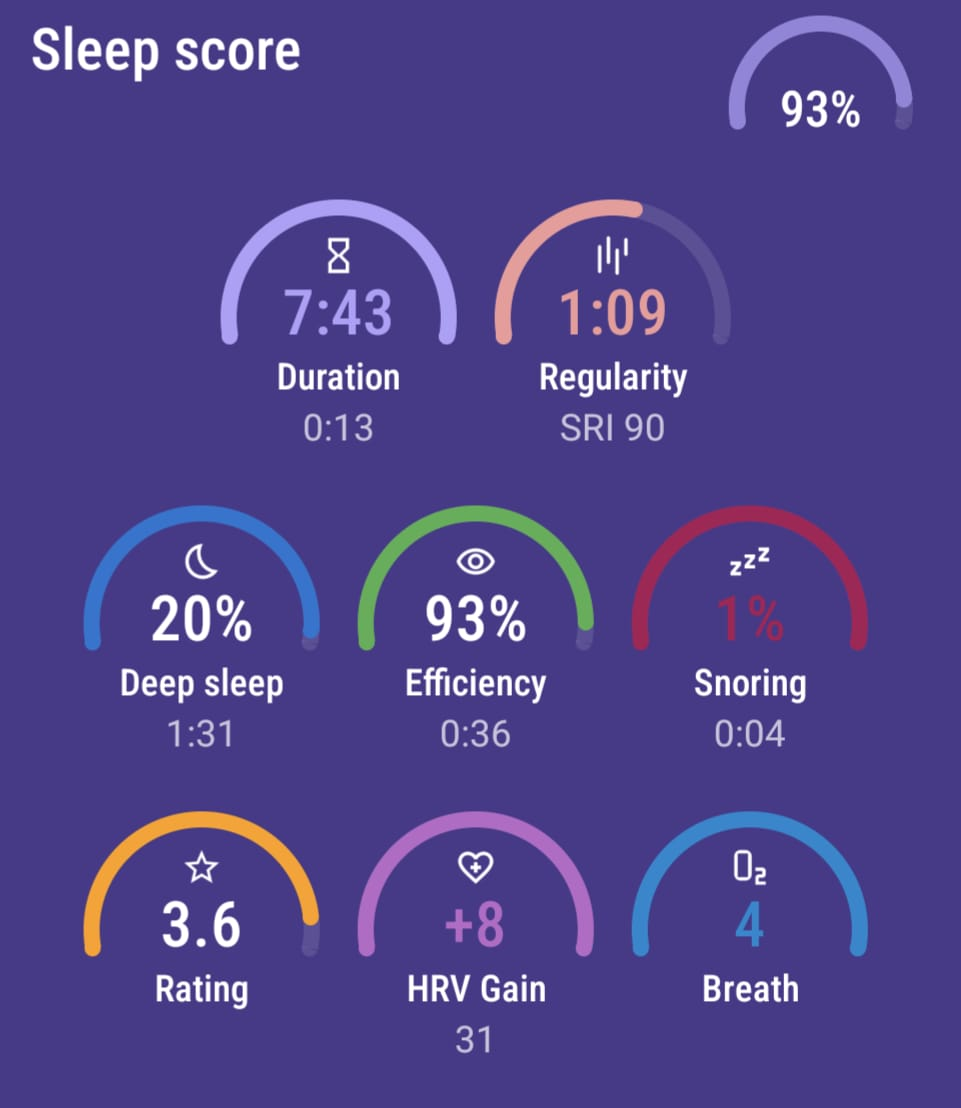 Sleep score
93%
7:43
1:09
Duration
Regularity
0:13
SRI 90
zzz
20%
93%
1%
Deep sleep
Efficiency
Snoring
1:31
0:36
0:04
O2
3.6
+8
4
Rating
HRV Gain
Breath
31